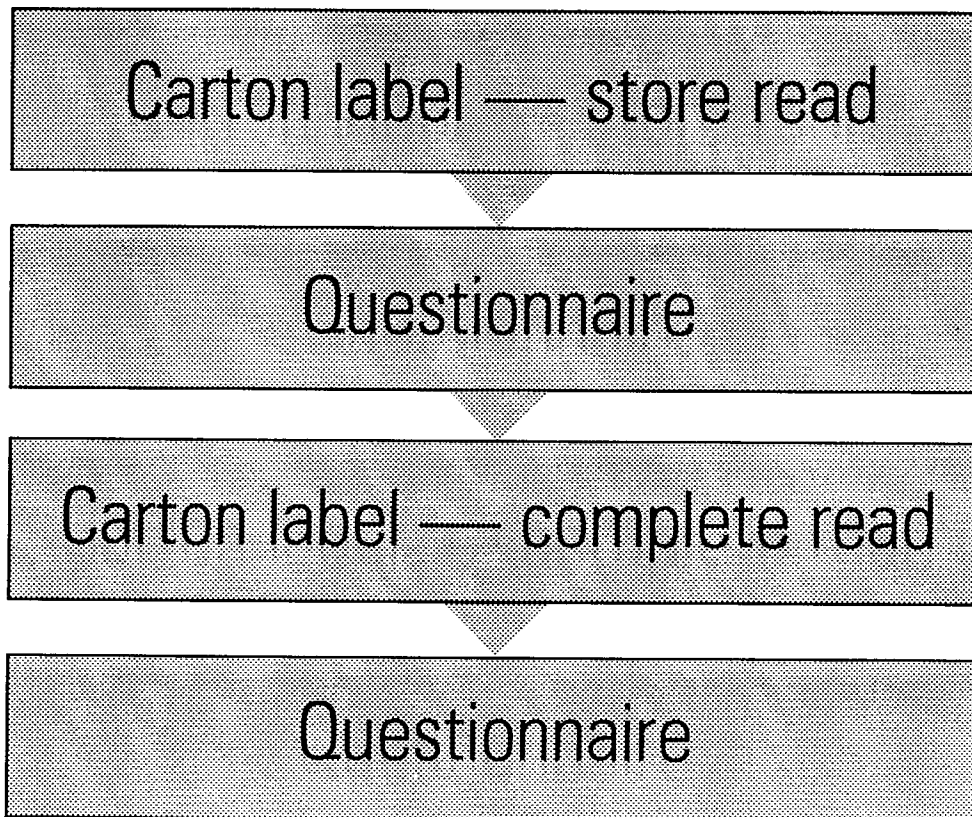 Carton label — store read
Questionnaire
Carton label — complete read
Questionnaire